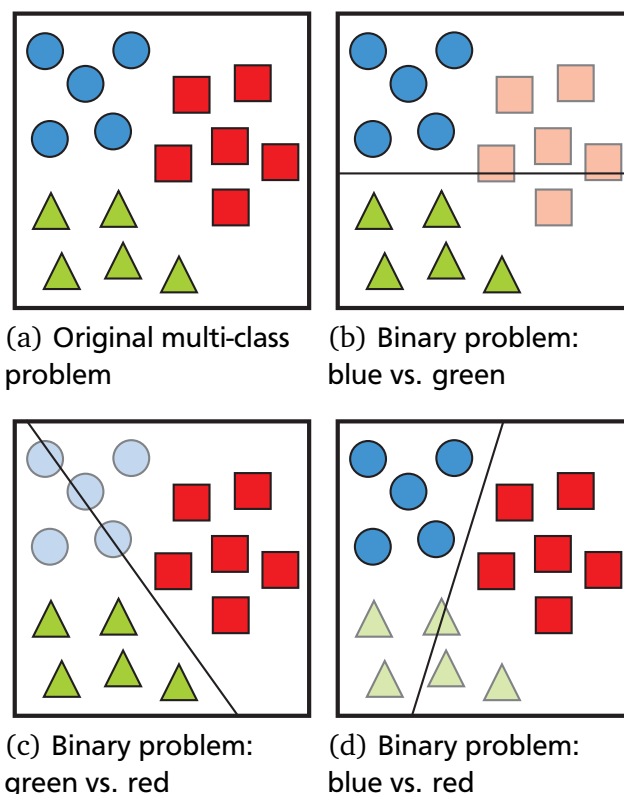 (a) Original multi-class
problem
(b) Binary problem:
blue vs. green
(c) Binary problem:
green vs. red
(d) Binary problem:
blue vs. red